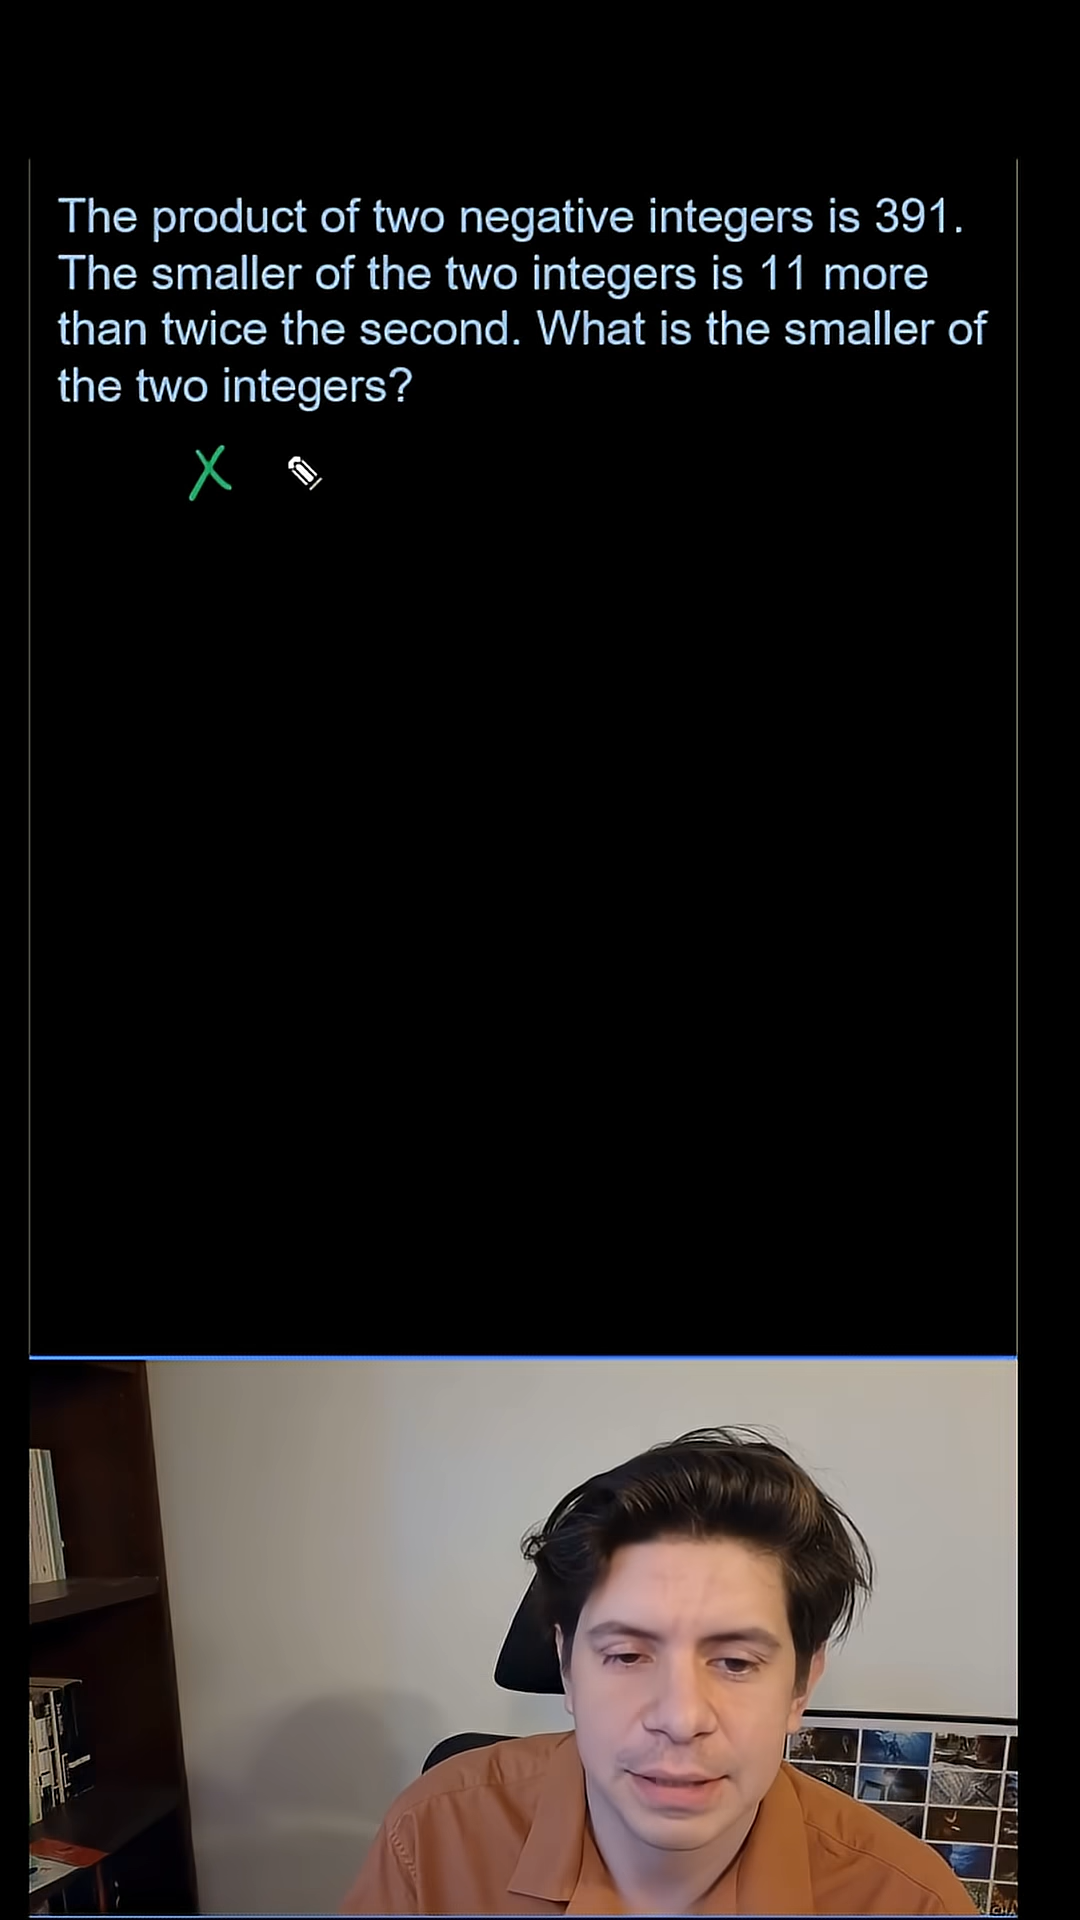 The product of two negative integers is 391.
The smaller of the two integers is 11 more
than twice the second. What is the smaller of
the two integers?
x